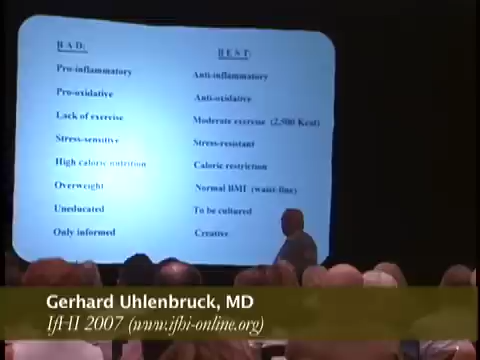 BAD:
BEST:
Pro-inflammatory
Anti-inflammatory
Pro-oxidative
Anti-oxidative
Lack of exercise
Moderate exercise (2,500 Kcal)
Stress-sensitive
Stress-resistant
High caloric nutrition
Caloric restriction
Overweight
Normal BMI (waist-line)
Uneducated
To be cultured
Only informed
Creative
Gerhard Uhlenbruck, MD
IfHI 2007 (www.ifhi-online.org)